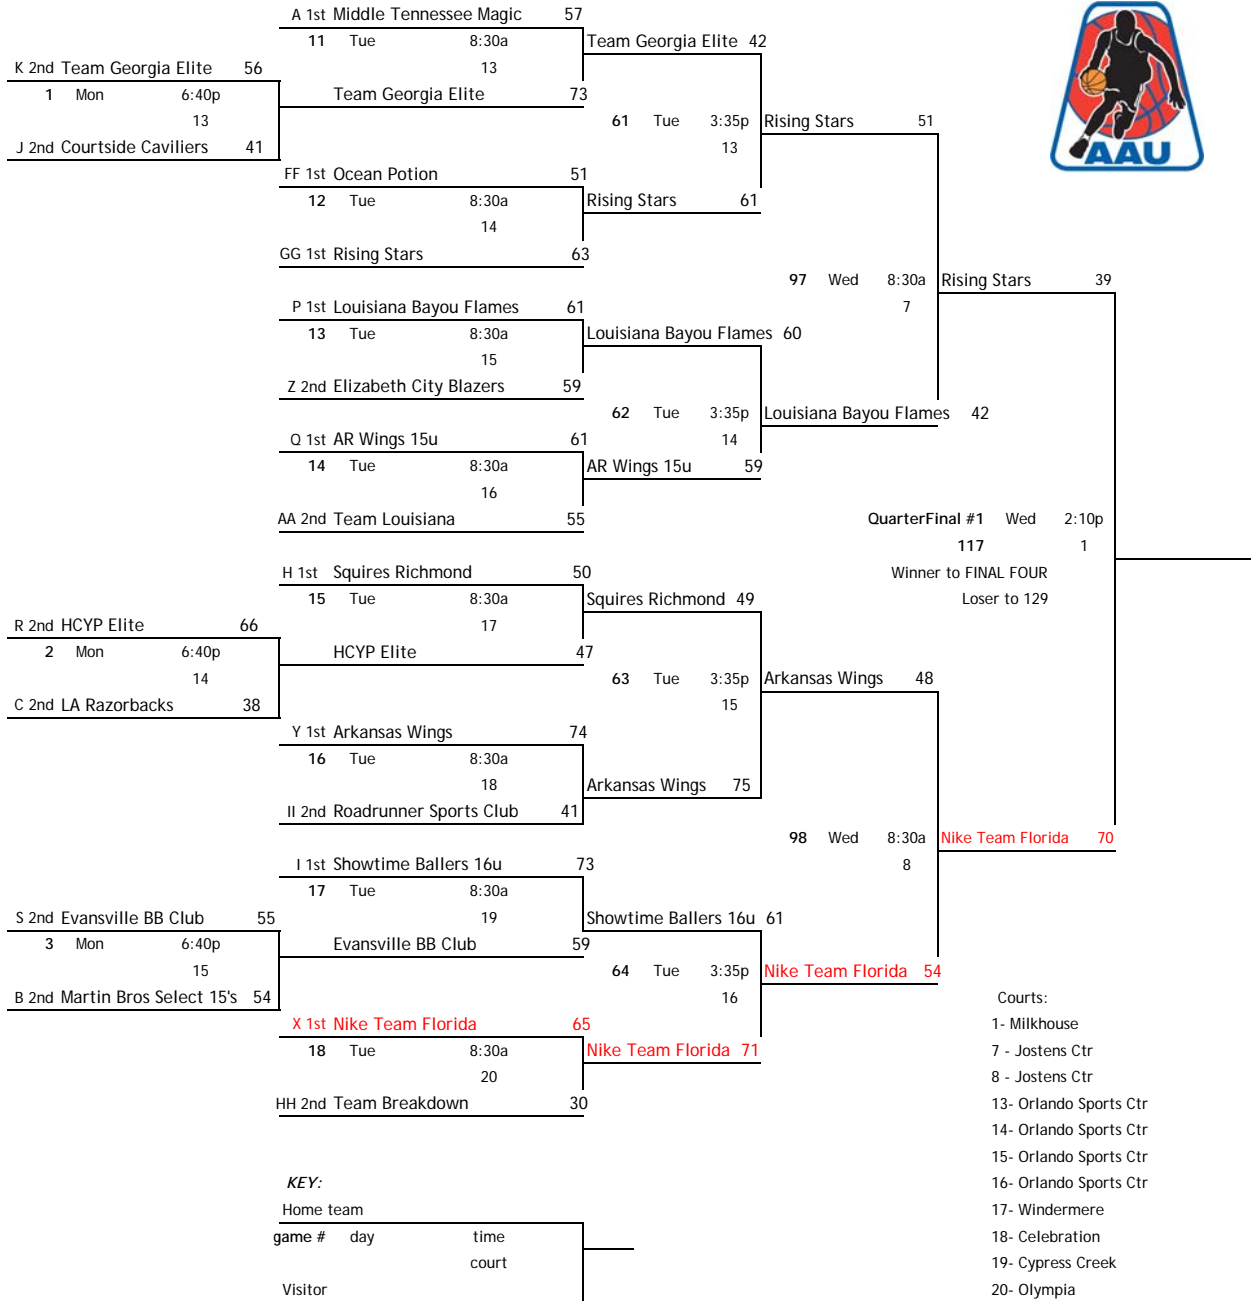 A 1st Middle Tennessee Magic 57
11 Tue 8:30a
Team Georgia Elite 42
13
K 2nd Team Georgia Elite 56
1 Mon 6:40p
Team Georgia Elite 73
13
61 Tue 3:35p
Rising Stars 51
J 2nd Courtside Caviliers 41
13
AAU
FF 1st Ocean Potion 51
12 Tue 8:30a
Rising Stars 61
14
GG 1st Rising Stars 63
97 Wed 8:30a
Rising Stars 39
7
P 1st Louisiana Bayou Flames 61
13 Tue 8:30a
Louisiana Bayou Flames 60
15
Z 2nd Elizabeth City Blazers 59
62 Tue 3:35p
Louisiana Bayou Flames 42
Q 1st AR Wings 15u 61
14
14 Tue 8:30a
AR Wings 15u 59
16
AA 2nd Team Louisiana 55
QuarterFinal #1 Wed 2:10p
117 1
H 1st Squires Richmond 50
Winner to FINAL FOUR
15 Tue 8:30a
Squires Richmond 49
Loser to 129
17
R 2nd HCYP Elite 66
2 Mon 6:40p
HCYP Elite 47
14
63 Tue 3:35p
Arkansas Wings 48
C 2nd LA Razorbacks 38
15
Y 1st Arkansas Wings 74
16 Tue 8:30a
18
Arkansas Wings 75
II 2nd Roadrunner Sports Club 41
98 Wed 8:30a
Nike Team Florida 70
8
I 1st Showtime Ballers 16u 73
17 Tue 8:30a
19
Showtime Ballers 16u 61
S 2nd Evansville BB Club 55
3 Mon 6:40p
Evansville BB Club 59
15
64 Tue 3:35p
Nike Team Florida 54
B 2nd Martin Bros Select 15's 54
16
X 1st Nike Team Florida 65
18 Tue 8:30a
Nike Team Florida 71
20
HH 2nd Team Breakdown 30
Courts:
1- Milkhouse
7 - Jostens Ctr
8 - Jostens Ctr
13- Orlando Sports Ctr
14- Orlando Sports Ctr
15- Orlando Sports Ctr
16- Orlando Sports Ctr
17- Windermere
18- Celebration
19- Cypress Creek
20- Olympia
KEY:
Home team
game # day time
court
Visitor